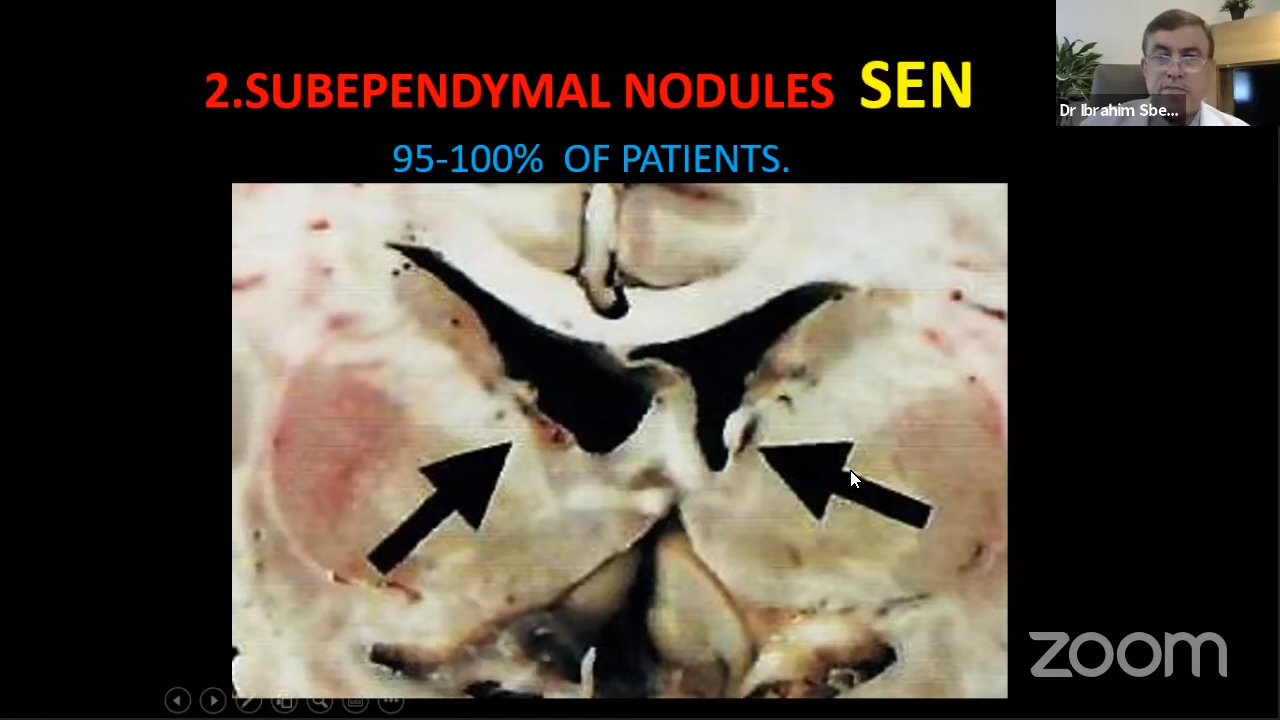 2.SUBEPENDYMAL NODULES SEN
95-100% OF PATIENTS.
Dr Ibrahim Sbe...
zoom